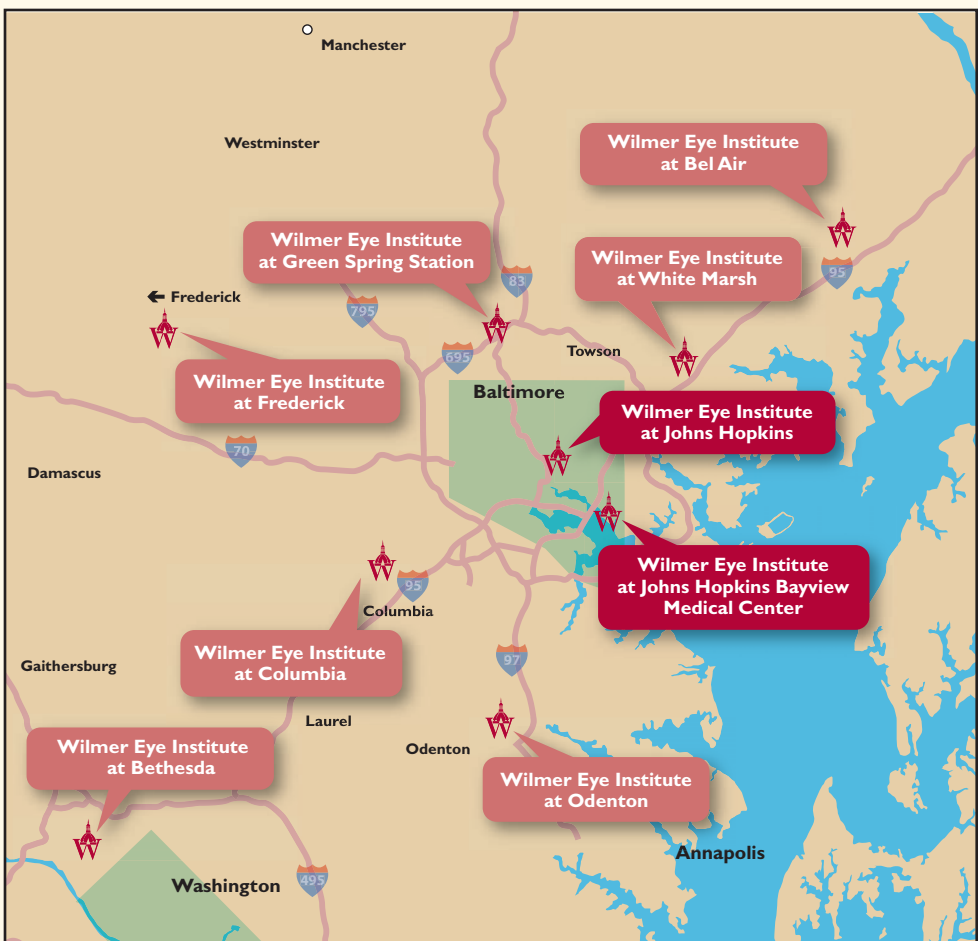 Manchester
Westminster
Wilmer Eye Institute
at Bel Air
Wilmer Eye Institute
at Green Spring Station
Wilmer Eye Institute
at White Marsh
95
83
← Frederick
795
695
Towson
Wilmer Eye Institute
at Frederick
Baltimore
Wilmer Eye Institute
at Johns Hopkins
70
Damascus
Wilmer Eye Institute
at Johns Hopkins Bayview
Medical Center
95
Columbia
Wilmer Eye Institute
at Columbia
97
Gaithersburg
Laurel
Odenton
Wilmer Eye Institute
at Bethesda
Wilmer Eye Institute
at Odenton
Annapolis
Washington
495